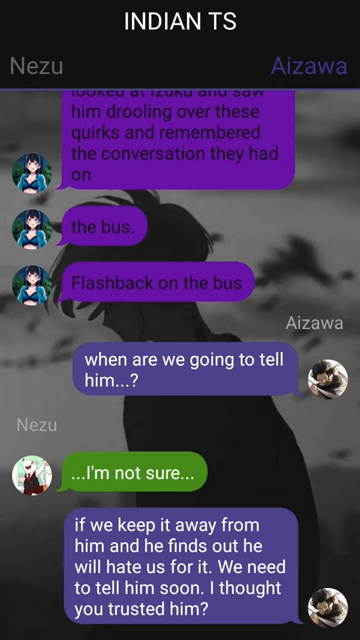 INDIAN TS
Nezu
Aizawa
looked at Izuku and saw
him drooling over these
quirks and remembered
the conversation they had
on
the bus.
Flashback on the bus
Aizawa
when are we going to tell
him...?
Nezu
...I'm not sure...
if we keep it away from
him and he finds out he
will hate us for it. We need
to tell him soon. I thought
you trusted him?